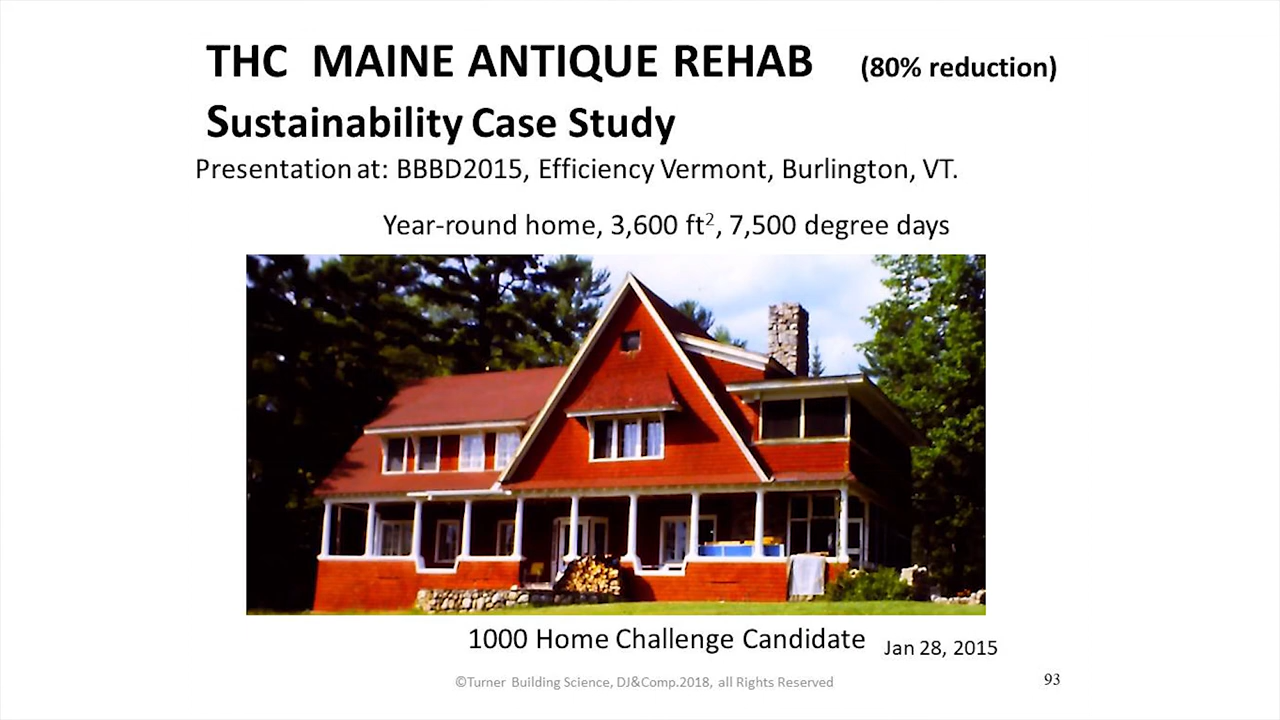 THC MAINE ANTIQUE REHAB (80% reduction)
Sustainability Case Study
Presentation at: BBBD2015, Efficiency Vermont, Burlington, VT.
Year-round home, 3,600 ft², 7,500 degree days
1000 Home Challenge Candidate Jan 28, 2015
©Turner Building Science, DJ&Comp.2018, all Rights Reserved 93